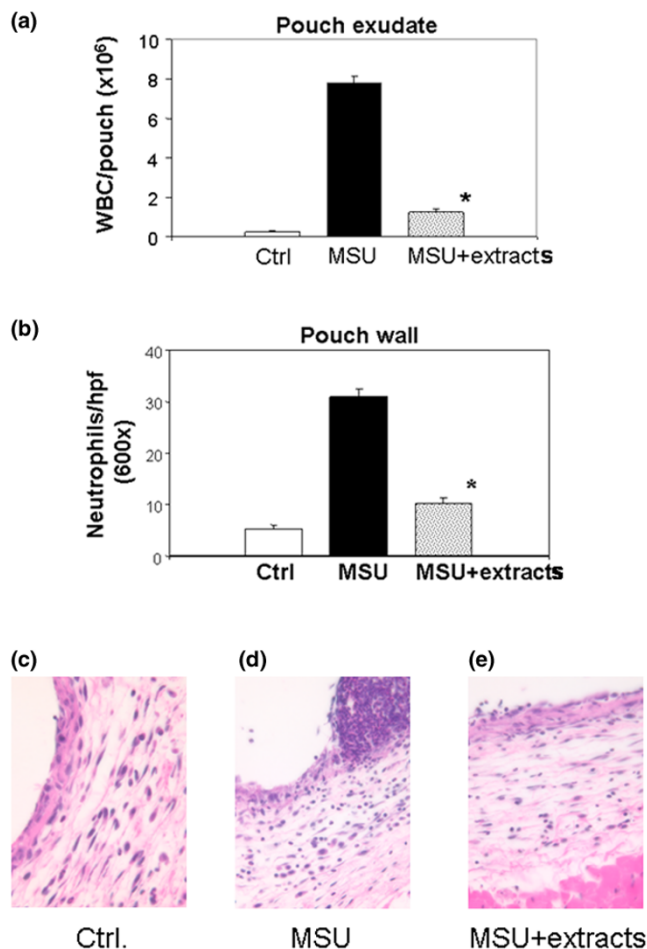 (a)
Pouch exudate
WBC/pouch (x10⁶)
10
8
6
4
2
0
*
Ctrl
MSU
MSU+extracts
(b)
Pouch wall
Neutrophils/hpf
(600x)
40
30
20
10
0
*
Ctrl
MSU
MSU+extracts
(c)
(d)
(e)
Ctrl.
MSU
MSU+extracts